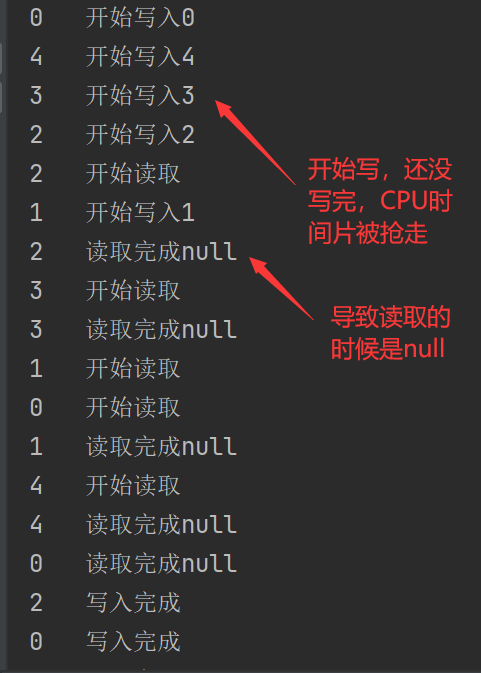 0 开始写入0
4 开始写入4
3 开始写入3
2 开始写入2
2 开始读取
1 开始写入1
2 读取完成null
3 开始读取
3 读取完成null
1 开始读取
0 开始读取
1 读取完成null
4 开始读取
4 读取完成null
0 读取完成null
2 写入完成
0 写入完成
开始写，还没
写完，CPU时
间片被抢走
导致读取的
时候是null